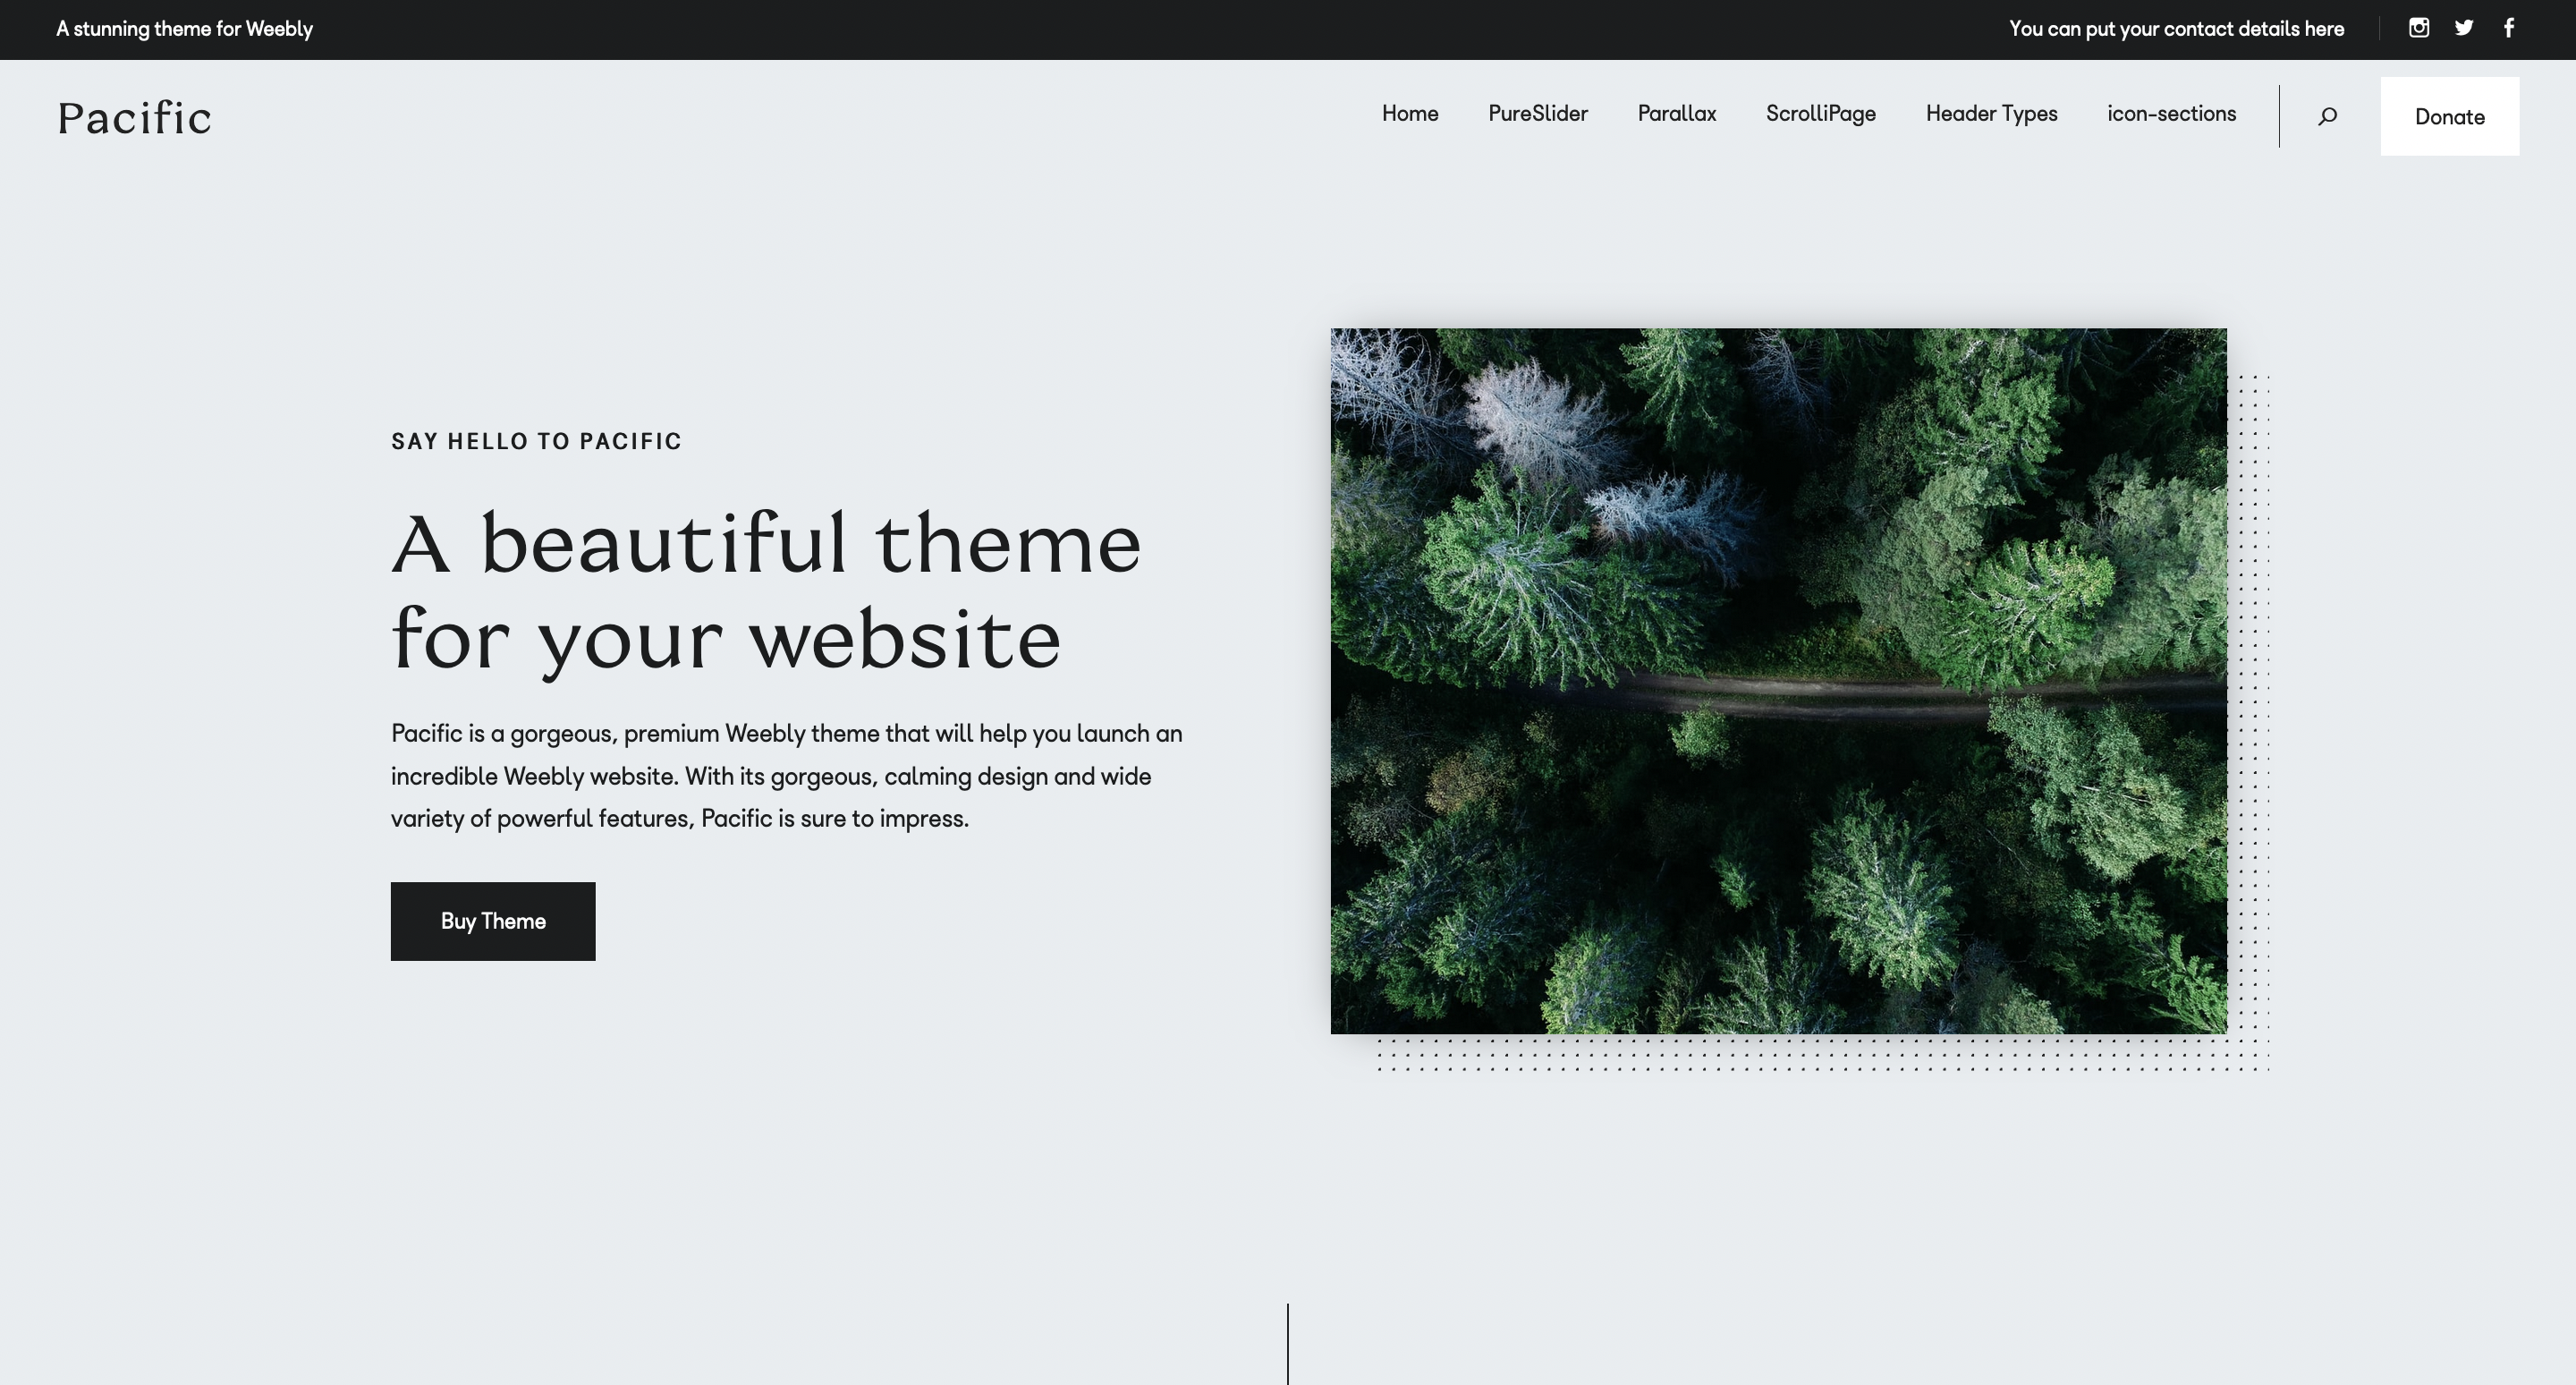 A stunning theme for Weebly
You can put your contact details here
Pacific
Home
PureSlider
Parallax
ScrolliPage
Header Types
icon-sections
Donate
SAY HELLO TO PACIFIC
A beautiful theme
for your website
Pacific is a gorgeous, premium Weebly theme that will help you launch an
incredible Weebly website. With its gorgeous, calming design and wide
variety of powerful features, Pacific is sure to impress.
Buy Theme